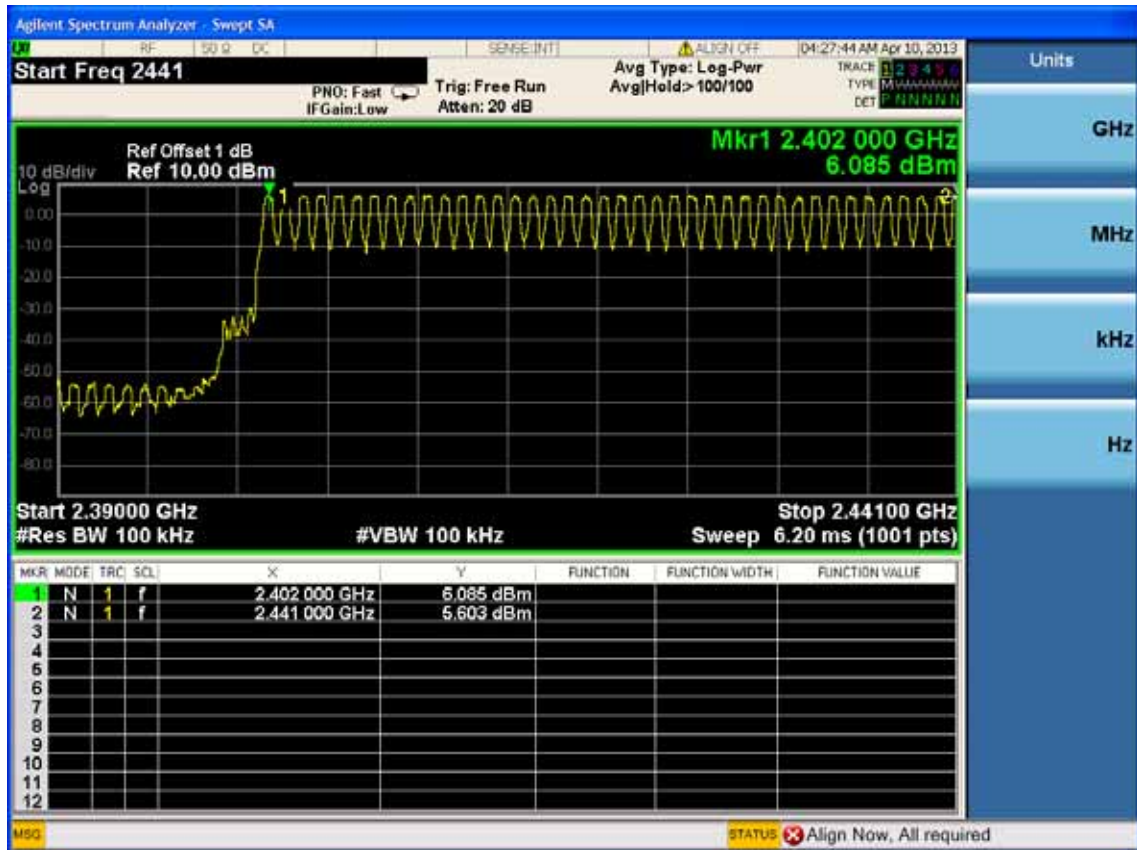 Agilent Spectrum Analyzer - Swept SA
RF 50 Ω DC SENSE:INT ALIGN OFF 04:27:44 AM Apr 10, 2013
Start Freq 2441
PNO: Fast
IFGain:Low
Trig: Free Run
Atten: 20 dB
Avg Type: Log-Pwr
Avg|Hold:> 100/100
TRACE 1 2 3 4 5 6
TYPE M
DET P N N N N N
Units
GHz
MHz
kHz
Hz
Mkr1 2.402 000 GHz
6.085 dBm
Ref Offset 1 dB
10 dB/div Ref 10.00 dBm
Log
1
2
0.00
-10.0
-20.0
-30.0
-40.0
-50.0
-60.0
-70.0
-80.0
Start 2.39000 GHz Stop 2.44100 GHz
#Res BW 100 kHz #VBW 100 kHz Sweep 6.20 ms (1001 pts)
MKR MODE TRC SCL X Y FUNCTION FUNCTION WIDTH FUNCTION VALUE
1 N 1 f 2.402 000 GHz 6.085 dBm
2 N 1 f 2.441 000 GHz 5.603 dBm
3
4
6
6
7
8
9
10
11
12
MSG STATUS Align Now, All required